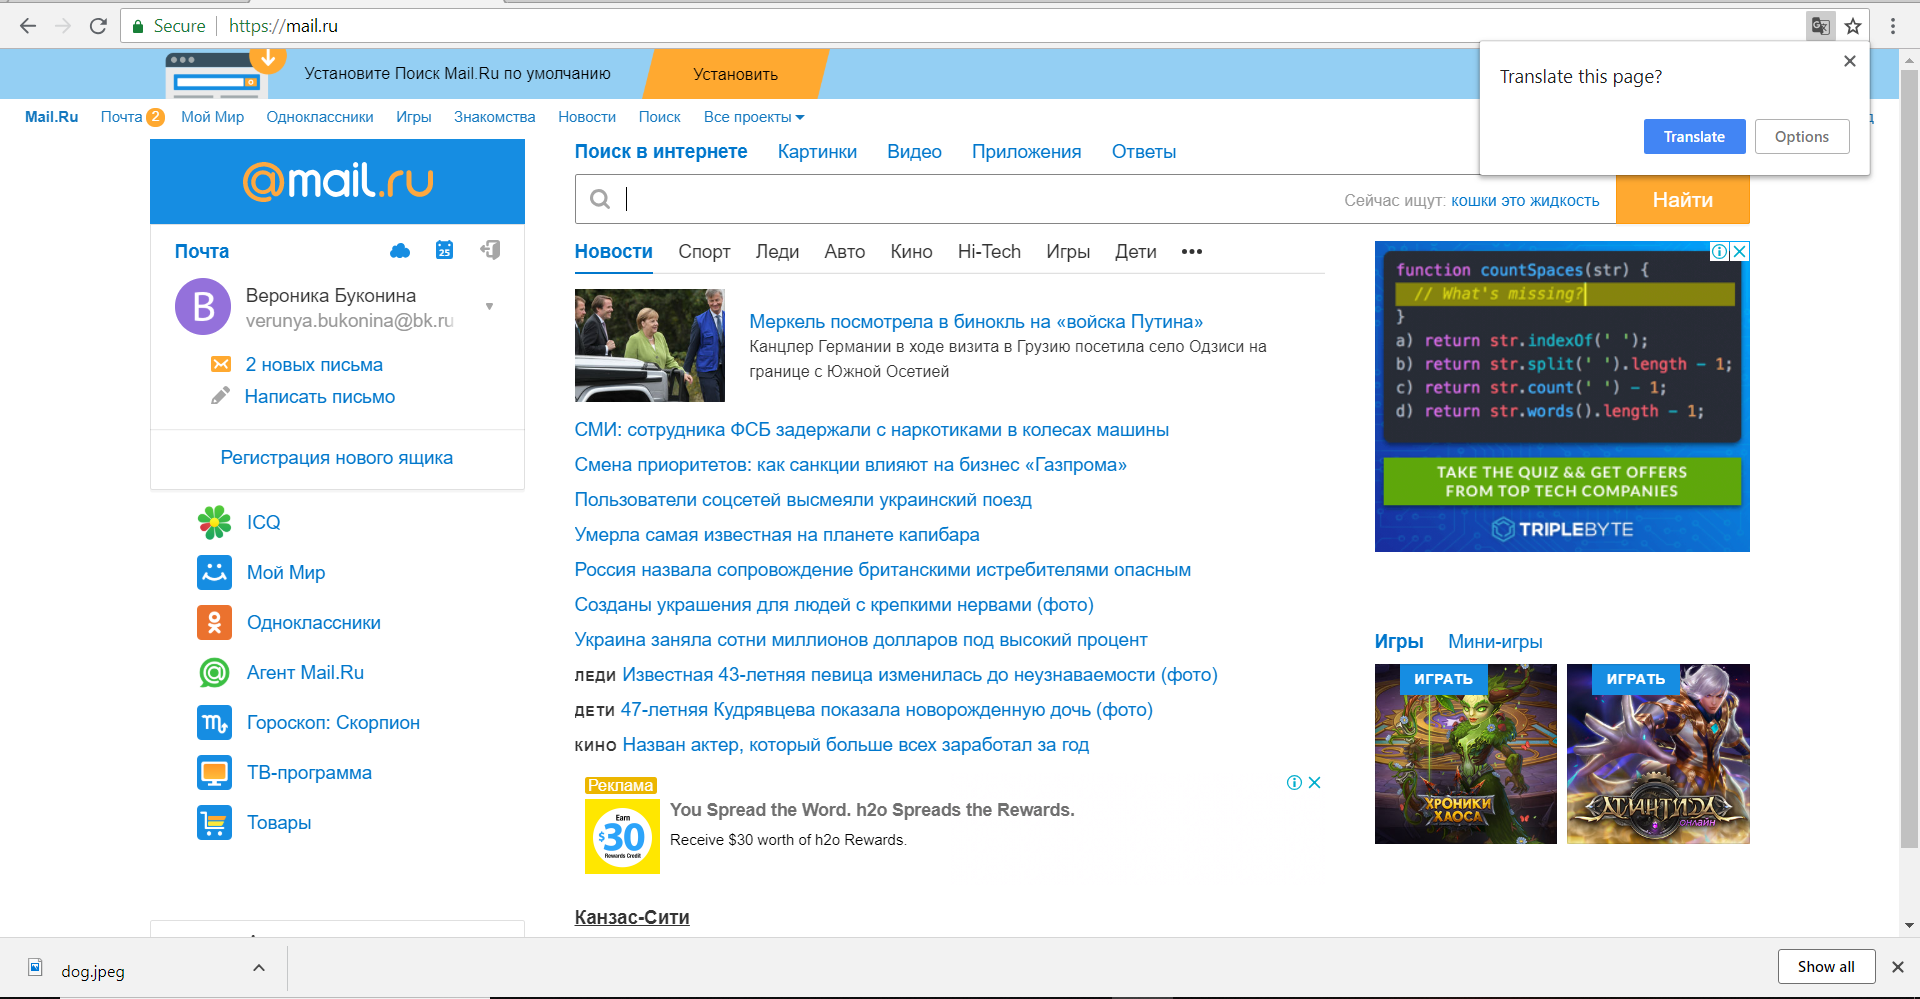 Secure
https://mail.ru
Translate this page?
Translate
Options
Установите Поиск Mail.Ru по умолчанию
Установить
Mail.Ru Почта 2 Мой Мир Одноклассники Игры Знакомства Новости Поиск Все проекты
@mail.ru
Поиск в интернете Картинки Видео Приложения Ответы
Сейчас ищут: кошки это жидкость
Найти
Почта
25
В
Вероника Буконина
verunya.bukonina@bk.ru
2 новых письма
Написать письмо
Регистрация нового ящика
ICQ
Мой Мир
Одноклассники
Агент Mail.Ru
Гороскоп: Скорпион
ТВ-программа
Товары
Новости Спорт Леди Авто Кино Hi-Tech Игры Дети
Меркель посмотрела в бинокль на «войска Путина»
Канцлер Германии в ходе визита в Грузию посетила село Одзиси на
границе с Южной Осетией
СМИ: сотрудника ФСБ задержали с наркотиками в колесах машины
Смена приоритетов: как санкции влияют на бизнес «Газпрома»
Пользователи соцсетей высмеяли украинский поезд
Умерла самая известная на планете капибара
Россия назвала сопровождение британскими истребителями опасным
Созданы украшения для людей с крепкими нервами (фото)
Украина заняла сотни миллионов долларов под высокий процент
ЛЕДИ Известная 43-летняя певица изменилась до неузнаваемости (фото)
ДЕТИ 47-летняя Кудрявцева показала новорожденную дочь (фото)
КИНО Назван актер, который больше всех заработал за год
Реклама
Earn
$30
Rewards Credit
You Spread the Word. h2o Spreads the Rewards.
Receive $30 worth of h2o Rewards.
Канзас-Сити
function countSpaces(str) {
// What's missing?
}
a) return str.indexOf(' ');
b) return str.split(' ').length - 1;
c) return str.count(' ') - 1;
d) return str.words().length - 1;
TAKE THE QUIZ && GET OFFERS
FROM TOP TECH COMPANIES
TRIPLEBYTE
Игры Мини-игры
ИГРАТЬ
ХРОНИКИ
ХАОСА
ИГРАТЬ
АТЛАНТИДА
ОНЛАЙН
dog.jpeg
Show all